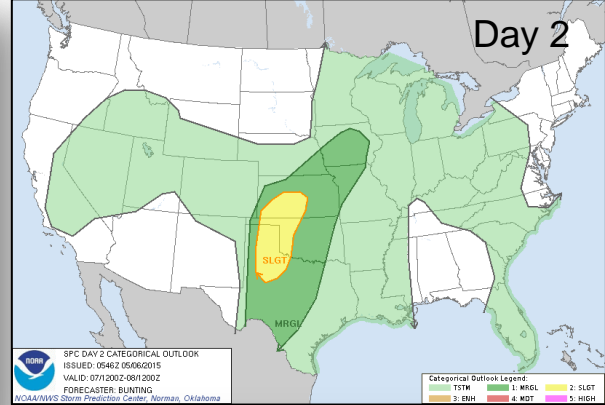 Day 2
SLGT
MRGL
NOAA
SPC DAY 2 CATEGORICAL OUTLOOK
ISSUED: 0546Z 05/06/2015
VALID: 07/1200Z-08/1200Z
FORECASTER: BUNTING
NOAA/NWS Storm Prediction Center, Norman, Oklahoma
Categorical Outlook Legend:
TSTM 1: MRGL 2: SLGT
3: ENH 4: MDT 5: HIGH